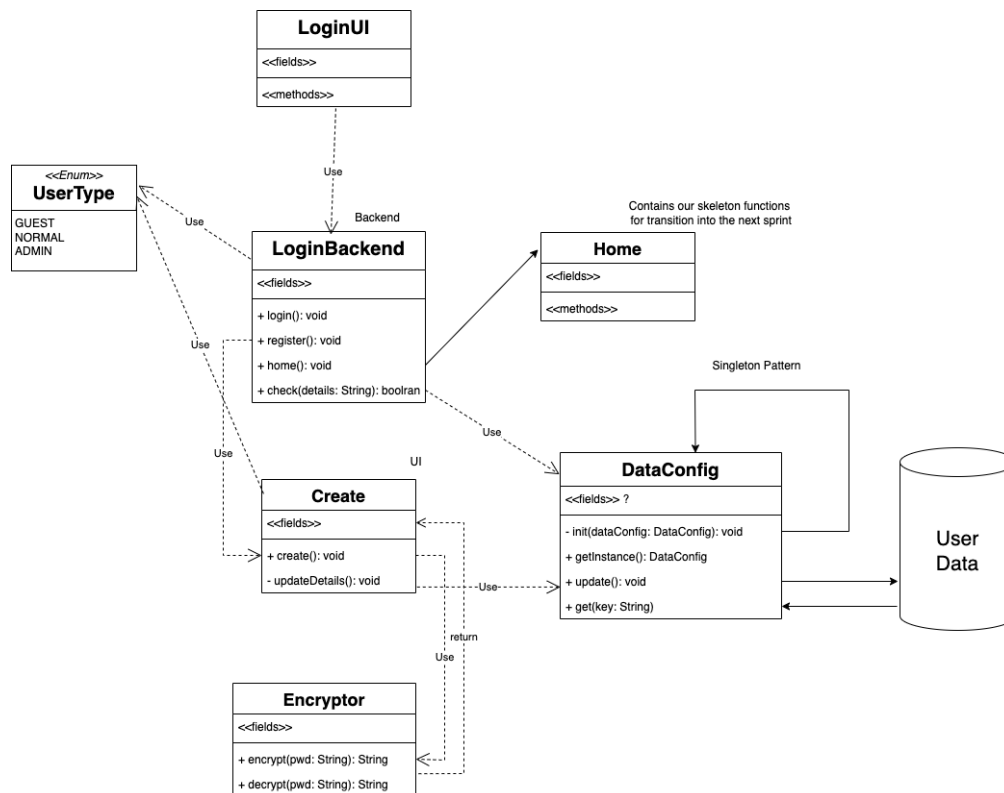 LoginUI
<<fields>>
<<methods>>
Use
<<Enum>>
UserType
GUEST
NORMAL
ADMIN
Use
Backend
LoginBackend
<<fields>>
+ login(): void
+ register(): void
+ home(): void
+ check(details: String): boolran
Contains our skeleton functions
for transition into the next sprint
Home
<<fields>>
<<methods>>
Use
Singleton Pattern
Use
Use
UI
Create
<<fields>>
+ create(): void
- updateDetails(): void
Use
DataConfig
<<fields>> ?
- init(dataConfig: DataConfig): void
+ getInstance(): DataConfig
+ update(): void
+ get(key: String)
User
Data
return
Use
Encryptor
<<fields>>
+ encrypt(pwd: String): String
+ decrypt(pwd: String): String